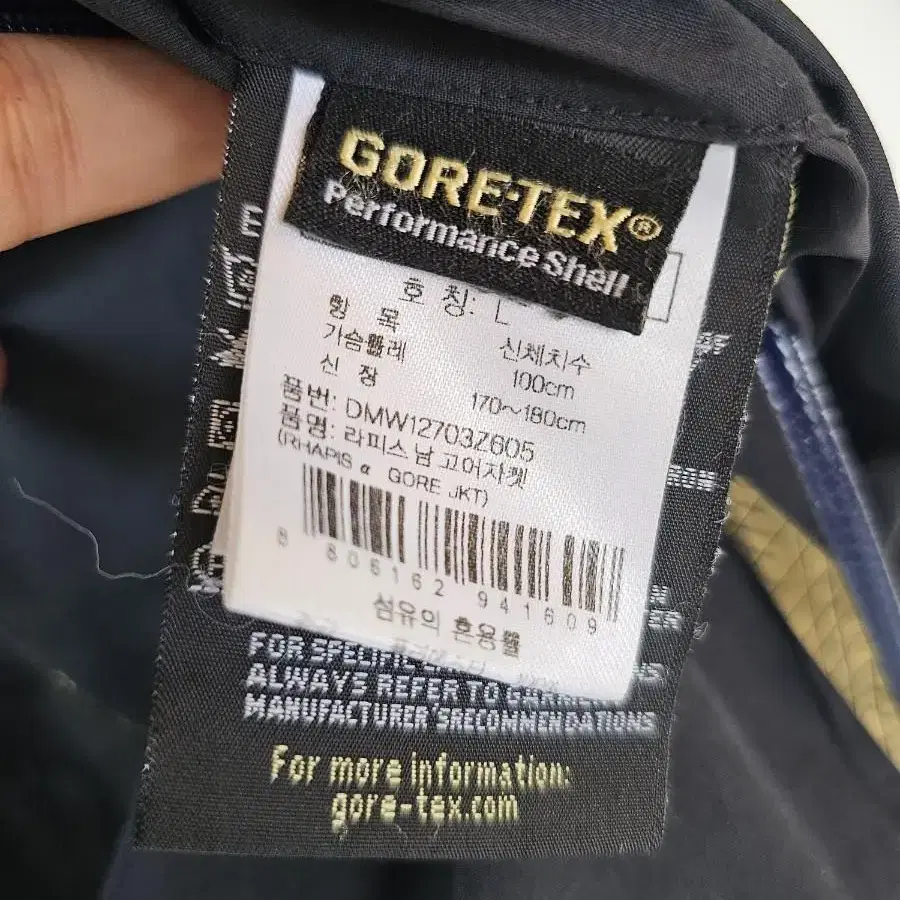 GORE-TEX®
Performance Shell
호 칭: L
항 목 신체치수
가슴둘레 100cm
신 장 170~180cm
품번: DMW12703Z605
품명: 라피스 남 고어자켓
(RHAPIS α GORE JKT)
8 806162 941609
섬유의 혼용률
FOR SPECIFIC
ALWAYS REFER TO
MANUFACTURER'SRECOMMENDATIONS
For more information:
gore-tex.com